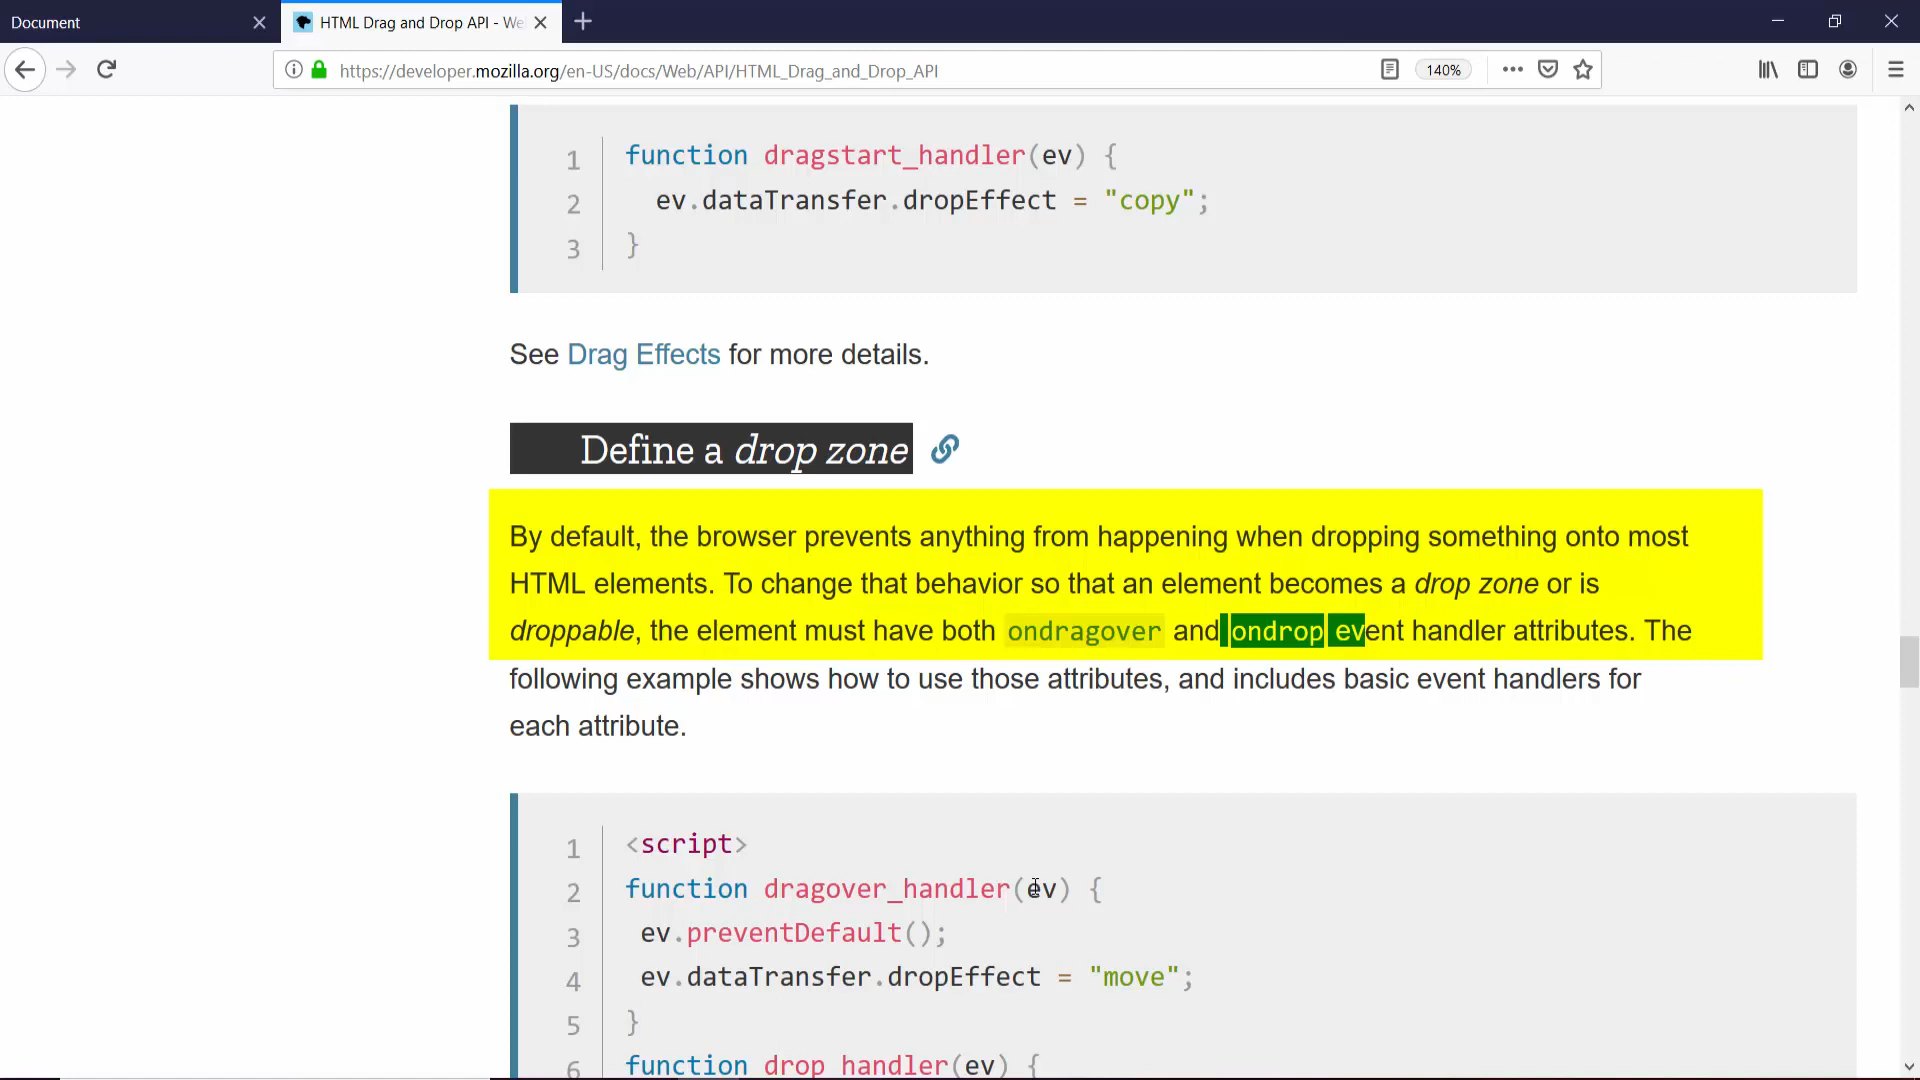 Document
HTML Drag and Drop API - We
https://developer.mozilla.org/en-US/docs/Web/API/HTML_Drag_and_Drop_API
140%
1 function dragstart_handler(ev) {
2 ev.dataTransfer.dropEffect = "copy";
3 }
See Drag Effects for more details.
Define a drop zone
By default, the browser prevents anything from happening when dropping something onto most
HTML elements. To change that behavior so that an element becomes a drop zone or is
droppable, the element must have both ondragover and ondrop event handler attributes. The
following example shows how to use those attributes, and includes basic event handlers for
each attribute.
1 <script>
2 function dragover_handler(ev) {
3 ev.preventDefault();
4 ev.dataTransfer.dropEffect = "move";
5 }
6 function drop_handler(ev) {